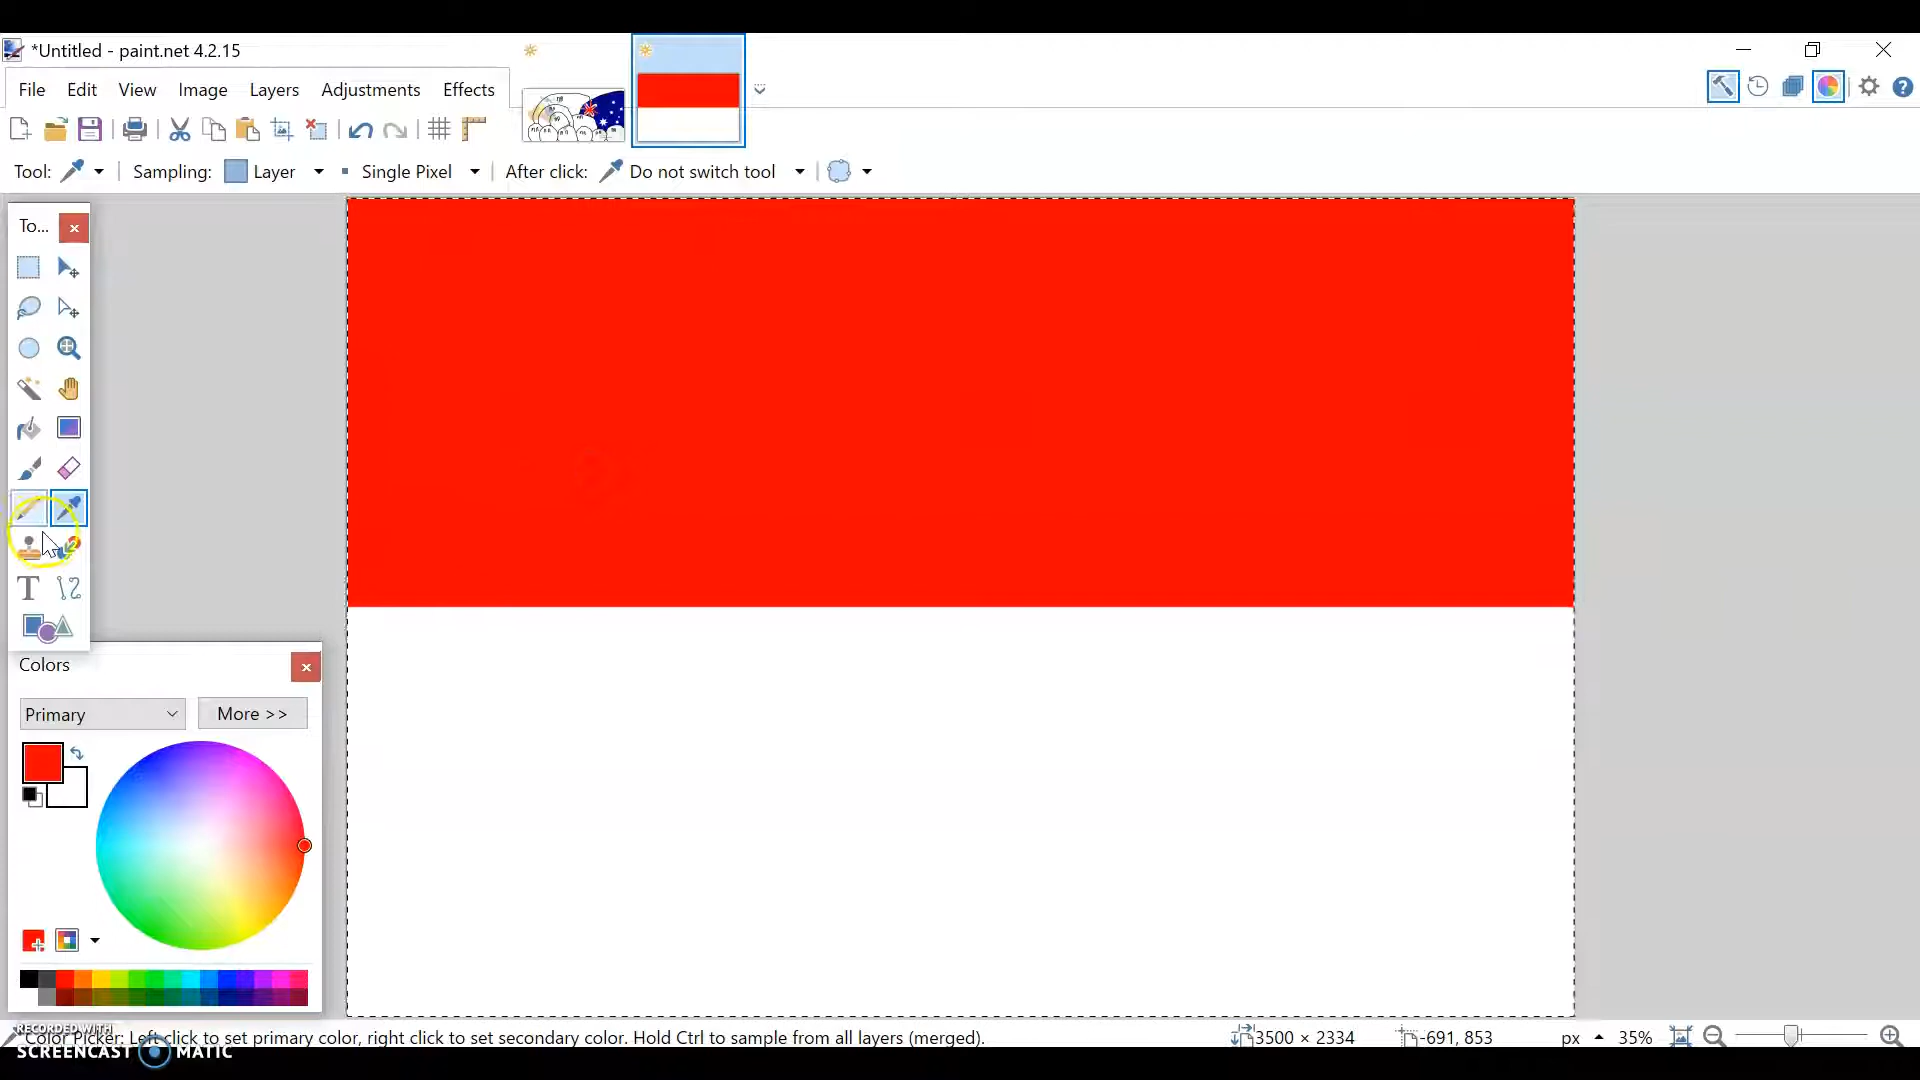 *Untitled - paint.net 4.2.15
File Edit View Image Layers Adjustments Effects
Tool: Sampling: Layer Single Pixel After click: Do not switch tool
To...
T
Colors
Primary More >>
Color Picker: Left click to set primary color, right click to set secondary color. Hold Ctrl to sample from all layers (merged). 3500 × 2334 -691, 853 px 35%
RECORDED WITH
SCREENCAST MATIC